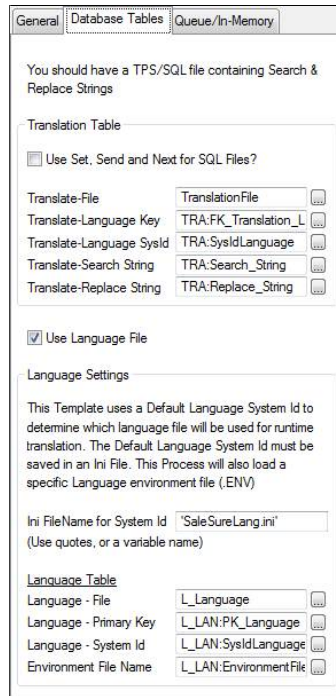 General Database Tables Queue/In-Memory
You should have a TPS/SQL file containing Search &
Replace Strings
Translation Table
Use Set, Send and Next for SQL Files?
Translate-File TranslationFile ...
Translate-Language Key TRA:FK_Translation_L ...
Translate-Language SysId TRA:SysIdLanguage ...
Translate-Search String TRA:Search_String ...
Translate-Replace String TRA:Replace_String ...
Use Language File
Language Settings
This Template uses a Default Language System Id to
determine which language file will be used for runtime
translation. The Default Language System Id must be
saved in an Ini File. This Process will also load a
specific Language environment file (.ENV)
Ini FileName for System Id 'SaleSureLang.ini'
(Use quotes, or a variable name)
Language Table
Language - File L_Language ...
Language - Primary Key L_LAN:PK_Language ...
Language - System Id L_LAN:SysIdLanguage ...
Environment File Name L_LAN:EnvironmentFile ...